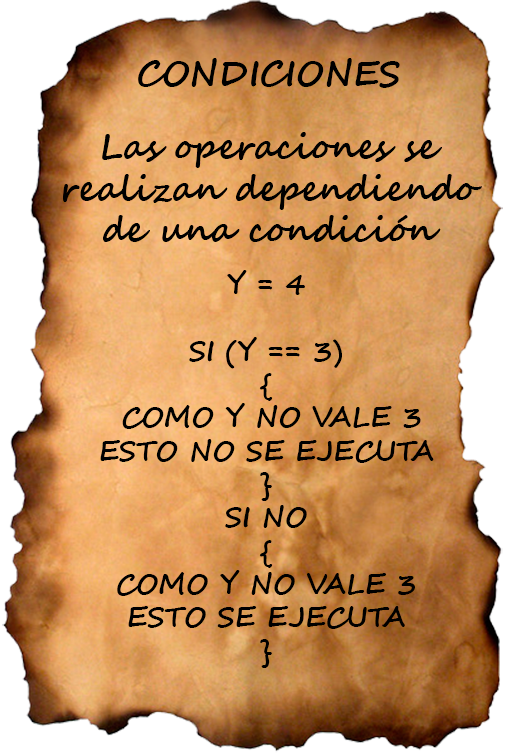 CONDICIONES
Las operaciones se
realizan dependiendo
de una condición
Y = 4
SI (Y == 3)
{
COMO Y NO VALE 3
ESTO NO SE EJECUTA
}
SI NO
{
COMO Y NO VALE 3
ESTO SE EJECUTA
}